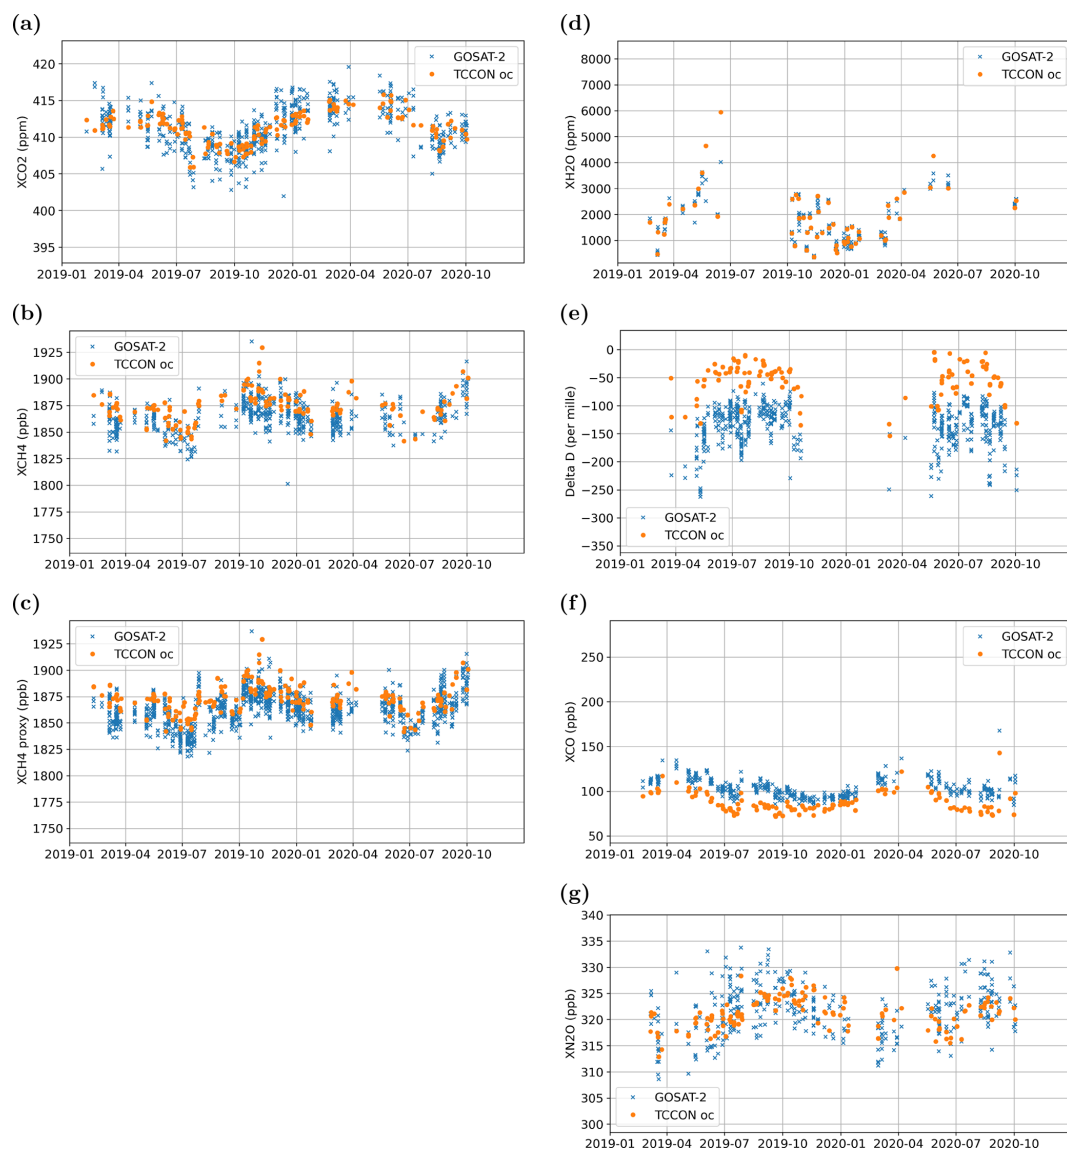 (a)
420
415
410
405
400
395
XCO2 (ppm)
GOSAT-2
TCCON oc
2019-01 2019-04 2019-07 2019-10 2020-01 2020-04 2020-07 2020-10
(b)
1925
1900
1875
1850
1825
1800
1775
1750
XCH4 (ppb)
GOSAT-2
TCCON oc
2019-01 2019-04 2019-07 2019-10 2020-01 2020-04 2020-07 2020-10
(c)
1925
1900
1875
1850
1825
1800
1775
1750
XCH4 proxy (ppb)
GOSAT-2
TCCON oc
2019-01 2019-04 2019-07 2019-10 2020-01 2020-04 2020-07 2020-10
(d)
8000
7000
6000
5000
4000
3000
2000
1000
XH2O (ppm)
GOSAT-2
TCCON oc
2019-01 2019-04 2019-07 2019-10 2020-01 2020-04 2020-07 2020-10
(e)
0
−50
−100
−150
−200
−250
−300
−350
Delta D (per mille)
GOSAT-2
TCCON oc
2019-01 2019-04 2019-07 2019-10 2020-01 2020-04 2020-07 2020-10
(f)
250
200
150
100
50
XCO (ppb)
GOSAT-2
TCCON oc
2019-01 2019-04 2019-07 2019-10 2020-01 2020-04 2020-07 2020-10
(g)
340
335
330
325
320
315
310
305
300
XN2O (ppb)
GOSAT-2
TCCON oc
2019-01 2019-04 2019-07 2019-10 2020-01 2020-04 2020-07 2020-10